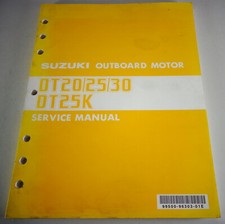 SUZUKI OUTBOARD MOTOR
DT20/25/30
DT25K
SERVICE MANUAL